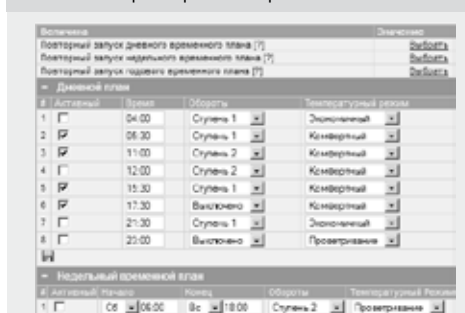 Величина Значение
Повторный запуск дневного временного плана [?] Выбрать
Повторный запуск недельного временного плана [?] Выбрать
Повторный запуск годового временного плана [?] Выбрать
− Дневной план
# Активный Время Обороты Температурный режим
1 04:00 Ступень 1 Экономичный
2 06:30 Ступень 1 Комфортный
3 11:00 Ступень 2 Комфортный
4 12:00 Ступень 2 Комфортный
5 15:30 Ступень 1 Комфортный
6 17:30 Выключено Комфортный
7 21:30 Ступень 1 Экономичный
8 23:00 Выключено Проветривание
− Недельный временной план
# Активный Начало Конец Обороты Температурный Режим
1 Сб 06:00 Вс 18:00 Ступень 2 Проветривание